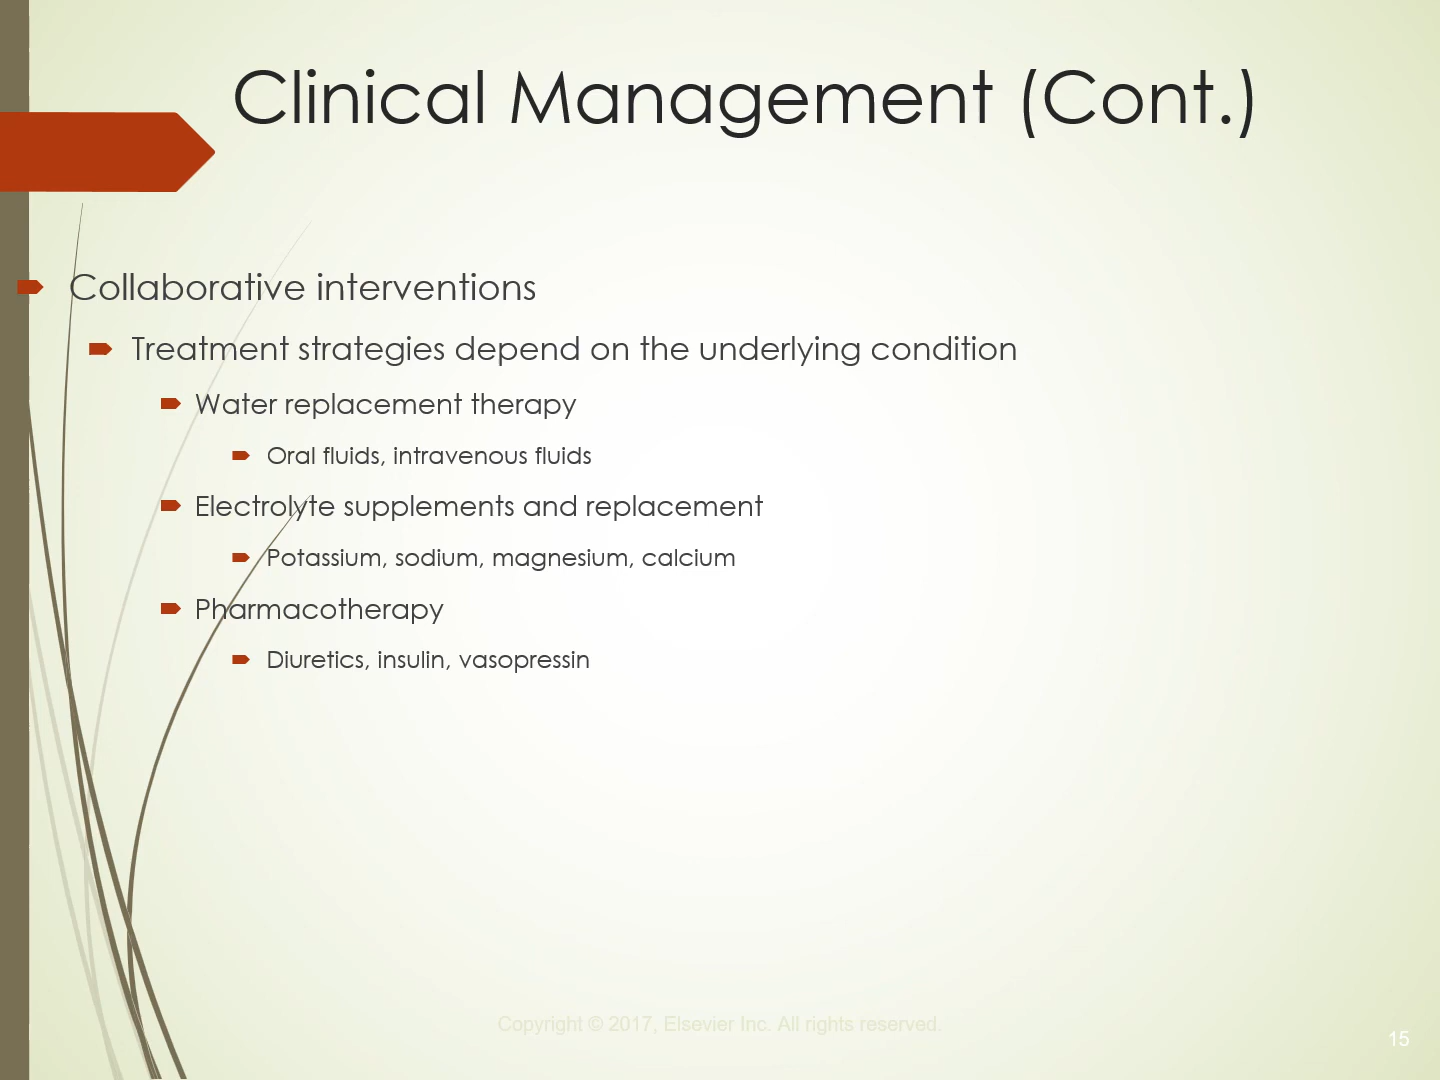 Clinical Management (Cont.)
Collaborative interventions
Treatment strategies depend on the underlying condition
Water replacement therapy
Oral fluids, intravenous fluids
Electrolyte supplements and replacement
Potassium, sodium, magnesium, calcium
Pharmacotherapy
Diuretics, insulin, vasopressin
Copyright © 2017, Elsevier Inc. All rights reserved.
15